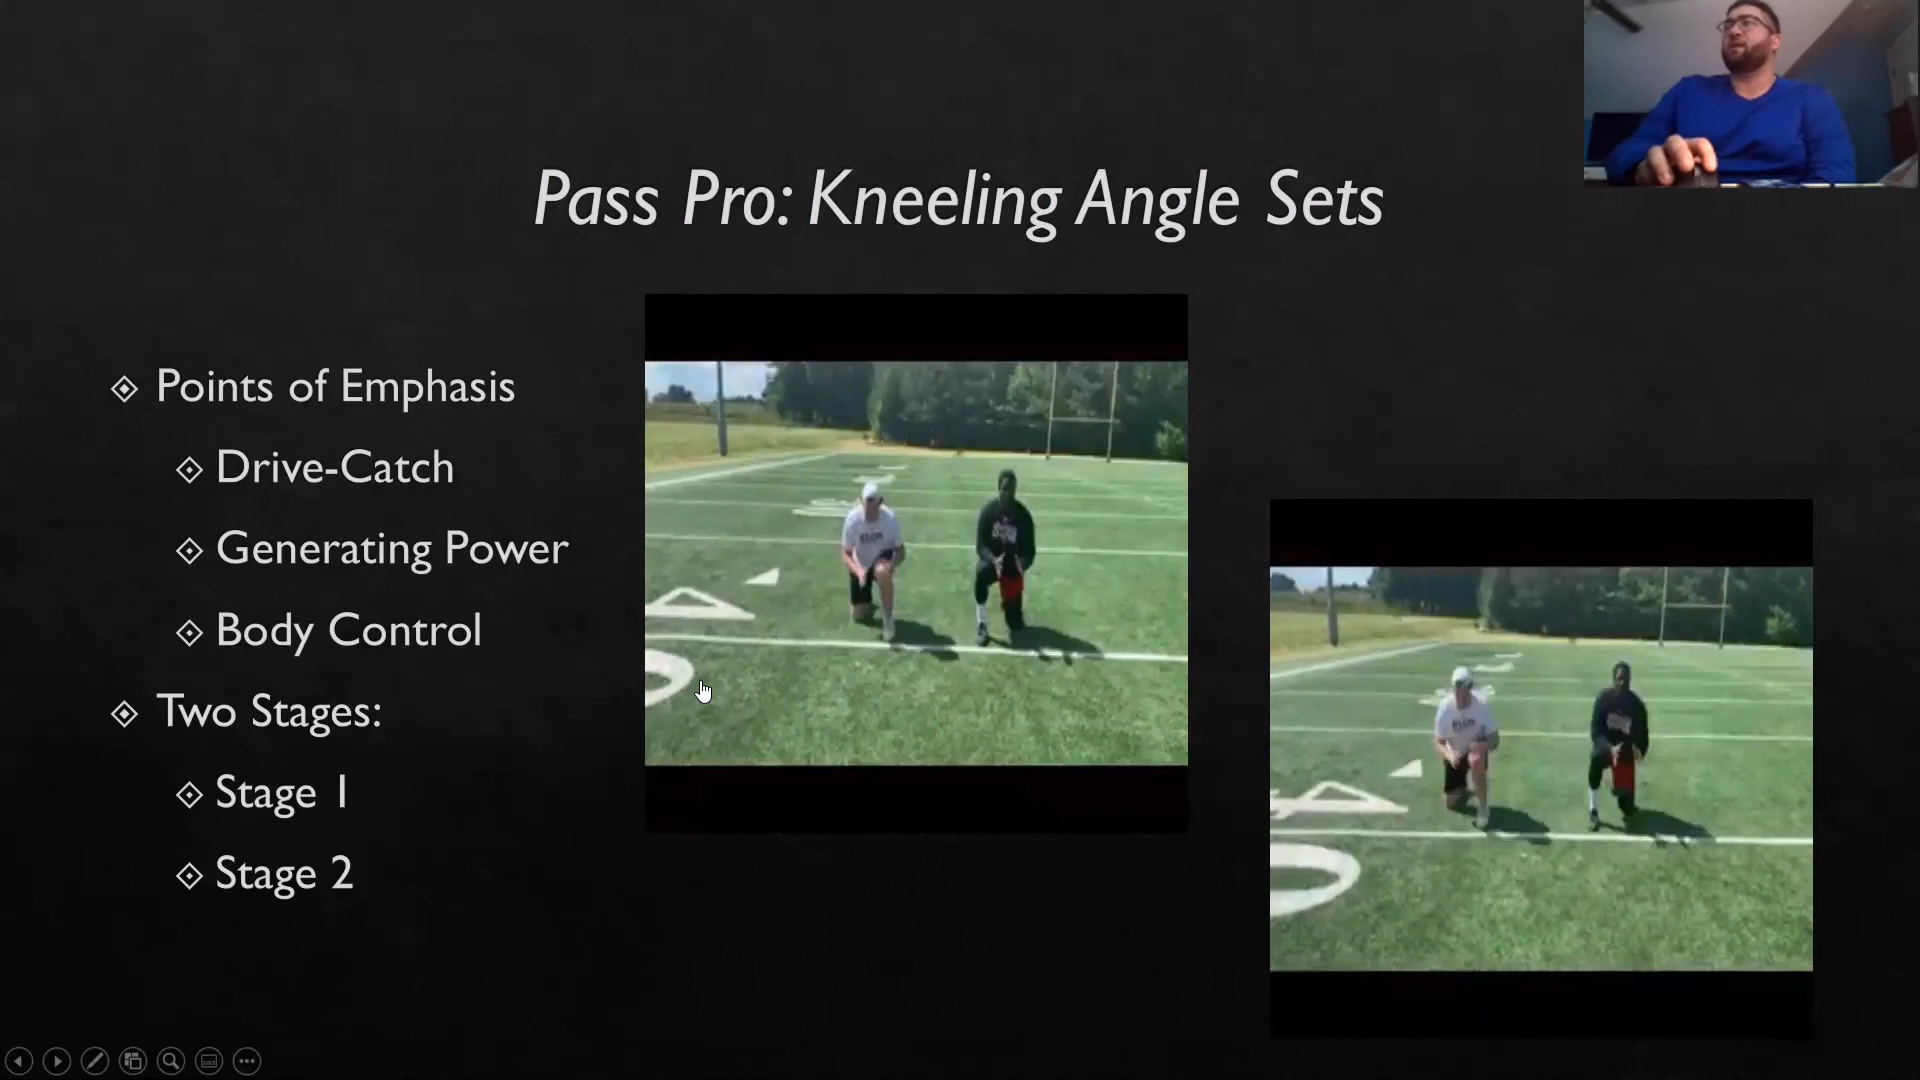 Pass Pro: Kneeling Angle Sets
Points of Emphasis
Drive-Catch
Generating Power
Body Control
Two Stages:
Stage 1
Stage 2